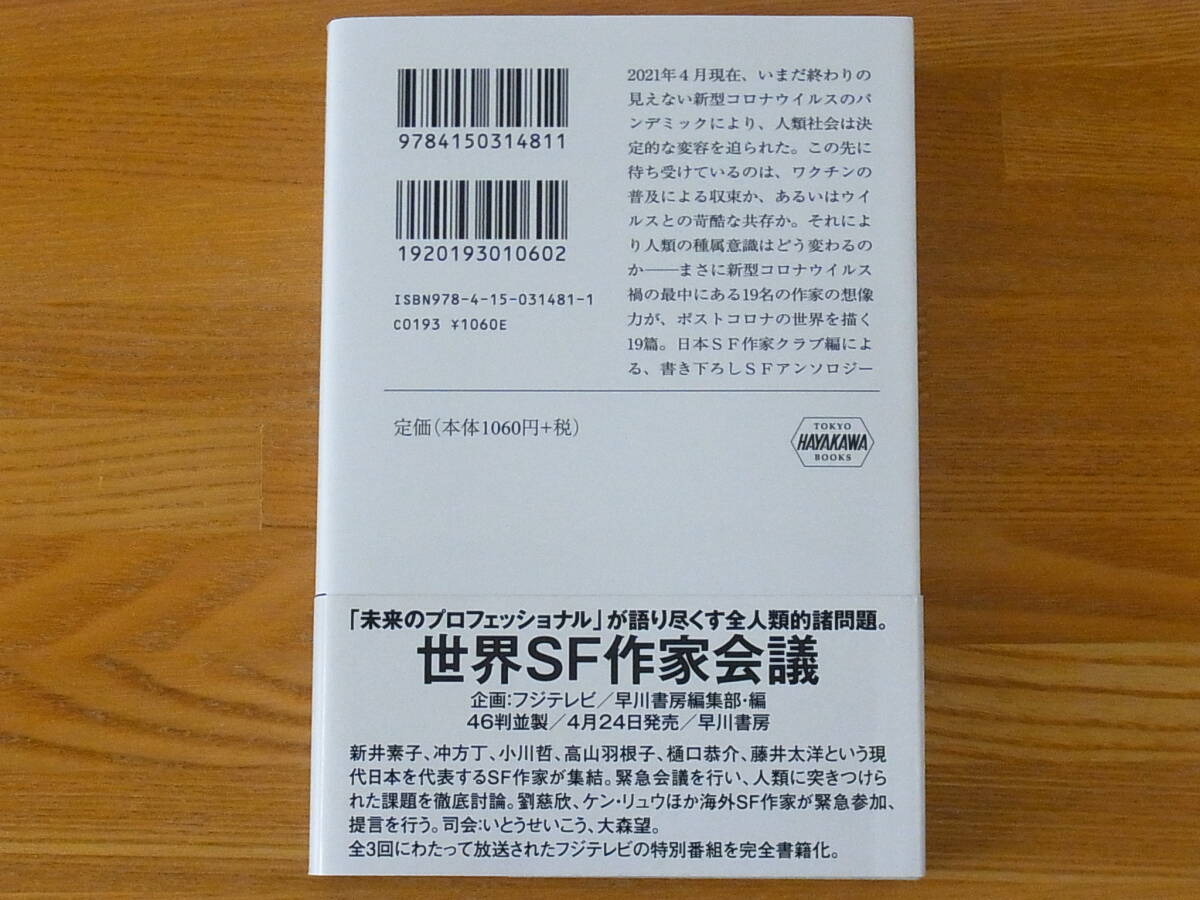 9784150314811
1920193010602
ISBN978-4-15-031481-1
C0193 ¥1060E
2021年4月現在、いまだ終わりの
見えない新型コロナウイルスのパ
ンデミックにより、人類社会は決
定的な変容を迫られた。この先に
待ち受けているのは、ワクチンの
普及による収束か、あるいはウイ
ルスとの苛酷な共存か。それによ
り人類の種属意識はどう変わるの
か――まさに新型コロナウイルス
禍の最中にある19名の作家の想像
力が、ポストコロナの世界を描く
19篇。日本ＳＦ作家クラブ編によ
る、書き下ろしＳＦアンソロジー
定価(本体1060円+税)
TOKYO
HAYAKAWA
BOOKS
「未来のプロフェッショナル」が語り尽くす全人類的諸問題。
世界SF作家会議
企画:フジテレビ／早川書房編集部・編
46判並製／4月24日発売／早川書房
新井素子、冲方丁、小川哲、高山羽根子、樋口恭介、藤井太洋という現
代日本を代表するSF作家が集結。緊急会議を行い、人類に突きつけら
れた課題を徹底討論。劉慈欣、ケン・リュウほか海外SF作家が緊急参加、
提言を行う。司会:いとうせいこう、大森望。
全3回にわたって放送されたフジテレビの特別番組を完全書籍化。